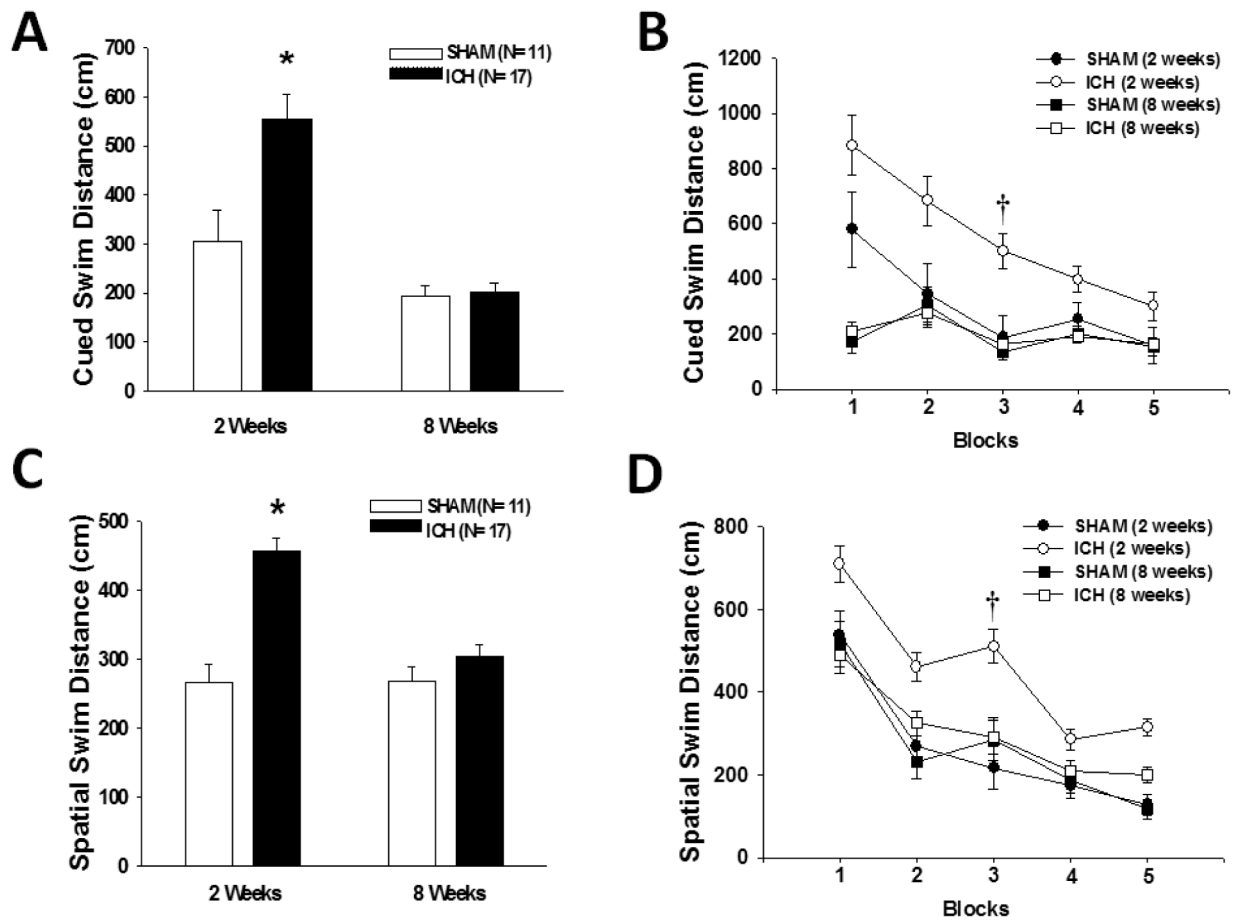 A
Cued Swim Distance (cm)
700
600
500
400
300
200
100
0
*
SHAM (N= 11)
ICH (N= 17)
2 Weeks
8 Weeks
B
Cued Swim Distance (cm)
1200
1000
800
600
400
200
0
†
SHAM (2 weeks)
ICH (2 weeks)
SHAM (8 weeks)
ICH (8 weeks)
1 2 3 4 5
Blocks
C
Spatial Swim Distance (cm)
500
400
300
200
100
0
*
SHAM (N= 11)
ICH (N= 17)
2 Weeks
8 Weeks
D
Spatial Swim Distance (cm)
800
600
400
200
0
†
SHAM (2 weeks)
ICH (2 weeks)
SHAM (8 weeks)
ICH (8 weeks)
1 2 3 4 5
Blocks